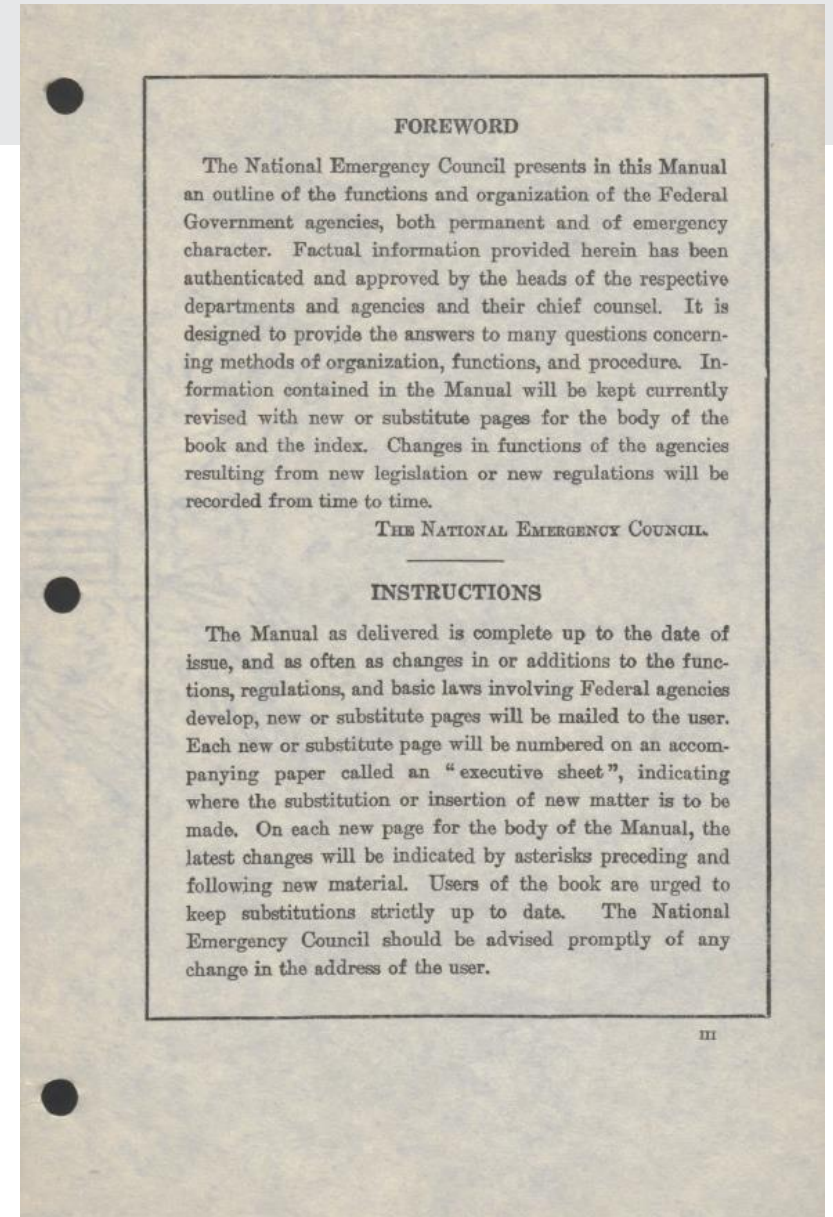 FOREWORD
The National Emergency Council presents in this Manual
an outline of the functions and organization of the Federal
Government agencies, both permanent and of emergency
character. Factual information provided herein has been
authenticated and approved by the heads of the respective
departments and agencies and their chief counsel. It is
designed to provide the answers to many questions concern-
ing methods of organization, functions, and procedure. In-
formation contained in the Manual will be kept currently
revised with new or substitute pages for the body of the
book and the index. Changes in functions of the agencies
resulting from new legislation or new regulations will be
recorded from time to time.
THE NATIONAL EMERGENCY COUNCIL.
INSTRUCTIONS
The Manual as delivered is complete up to the date of
issue, and as often as changes in or additions to the func-
tions, regulations, and basic laws involving Federal agencies
develop, new or substitute pages will be mailed to the user.
Each new or substitute page will be numbered on an accom-
panying paper called an "executive sheet", indicating
where the substitution or insertion of new matter is to be
made. On each new page for the body of the Manual, the
latest changes will be indicated by asterisks preceding and
following new material. Users of the book are urged to
keep substitutions strictly up to date. The National
Emergency Council should be advised promptly of any
change in the address of the user.
III